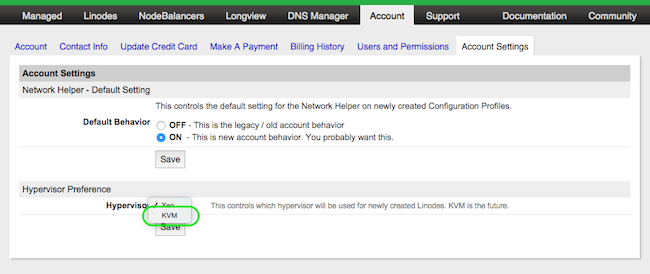 Managed Linodes NodeBalancers Longview DNS Manager Account Support Documentation Community
Account Contact Info Update Credit Card Make A Payment Billing History Users and Permissions Account Settings
Account Settings
Network Helper - Default Setting
This controls the default setting for the Network Helper on newly created Configuration Profiles.
Default Behavior
OFF - This is the legacy / old account behavior
ON - This is new account behavior. You probably want this.
Save
Hypervisor Preference
Hypervisor ✓ Xen This controls which hypervisor will be used for newly created Linodes. KVM is the future.
KVM
Save